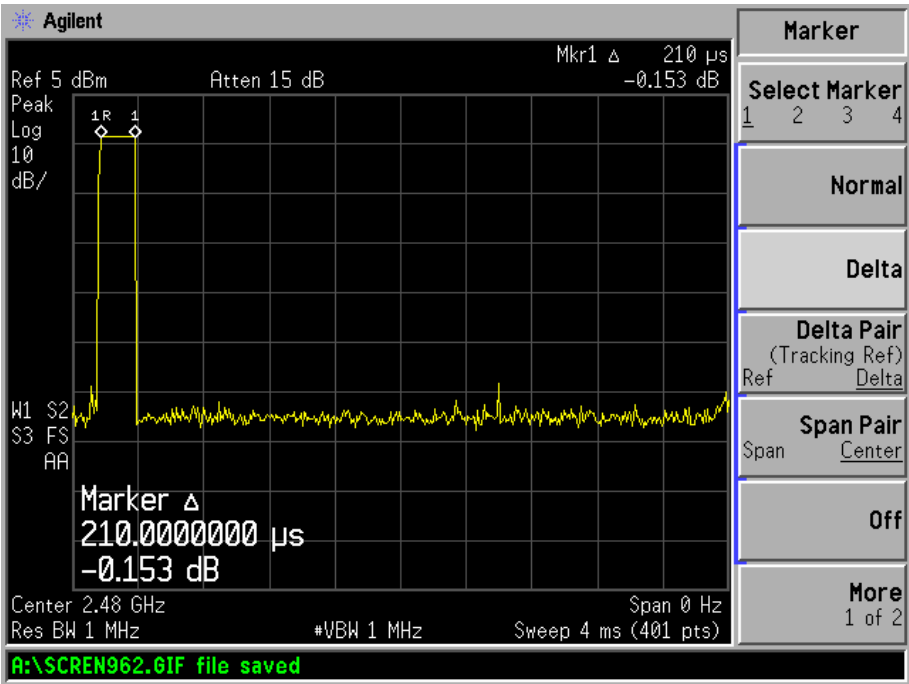 Agilent
Marker
Mkr1 Δ 210 µs
Ref 5 dBm Atten 15 dB -0.153 dB
Peak
Log
10
dB/
1R 1
W1 S2
S3 FS
AA
Marker Δ
210.0000000 µs
-0.153 dB
Center 2.48 GHz Span 0 Hz
Res BW 1 MHz #VBW 1 MHz Sweep 4 ms (401 pts)
A:\SCREN962.GIF file saved
Select Marker
1 2 3 4
Normal
Delta
Delta Pair
(Tracking Ref)
Ref Delta
Span Pair
Span Center
Off
More
1 of 2